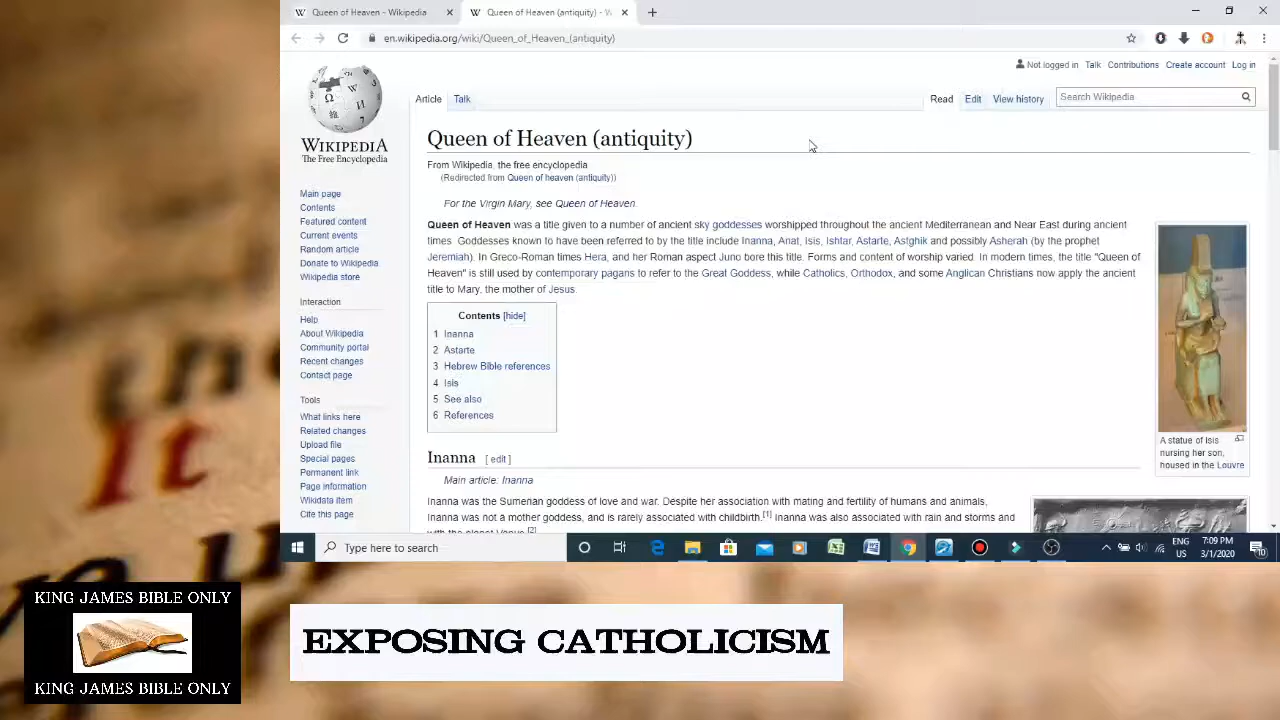 Queen of Heaven - Wikipedia
Queen of Heaven (antiquity) - W
en.wikipedia.org/wiki/Queen_of_Heaven_(antiquity)
Not logged in Talk Contributions Create account Log in
Article Talk Read Edit View history Search Wikipedia
WIKIPEDIA
The Free Encyclopedia
Main page
Contents
Featured content
Current events
Random article
Donate to Wikipedia
Wikipedia store
Interaction
Help
About Wikipedia
Community portal
Recent changes
Contact page
Tools
What links here
Related changes
Upload file
Special pages
Permanent link
Page information
Wikidata item
Cite this page
Queen of Heaven (antiquity)
From Wikipedia, the free encyclopedia
(Redirected from Queen of heaven (antiquity))
For the Virgin Mary, see Queen of Heaven.
Queen of Heaven was a title given to a number of ancient sky goddesses worshipped throughout the ancient Mediterranean and Near East during ancient
times Goddesses known to have been referred to by the title include Inanna, Anat, Isis, Ishtar, Astarte, Astghik and possibly Asherah (by the prophet
Jeremiah). In Greco-Roman times Hera, and her Roman aspect Juno bore this title. Forms and content of worship varied. In modern times, the title "Queen of
Heaven" is still used by contemporary pagans to refer to the Great Goddess, while Catholics, Orthodox, and some Anglican Christians now apply the ancient
title to Mary, the mother of Jesus.
Contents [hide]
1 Inanna
2 Astarte
3 Hebrew Bible references
4 Isis
5 See also
6 References
A statue of Isis
nursing her son,
housed in the Louvre
Inanna [ edit ]
Main article: Inanna
Inanna was the Sumerian goddess of love and war. Despite her association with mating and fertility of humans and animals,
Inanna was not a mother goddess, and is rarely associated with childbirth.[1] Inanna was also associated with rain and storms and
with the planet Venus.[2]
Type here to search
ENG
US
7:09 PM
3/1/2020
10
It
KING JAMES BIBLE ONLY
KING JAMES BIBLE ONLY
EXPOSING CATHOLICISM